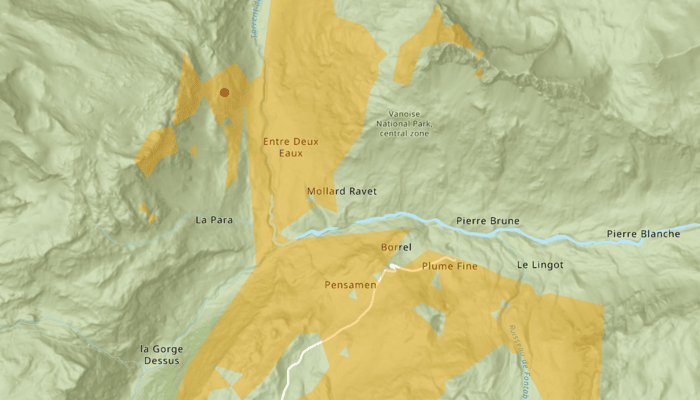 Torrent
Vanoise
National Park,
central zone
Entre Deux
Eaux
Mollard Ravet
La Para
Pierre Brune
Pierre Blanche
Borrel
Plume Fine
Le Lingot
Pensamen
la Gorge
Dessus